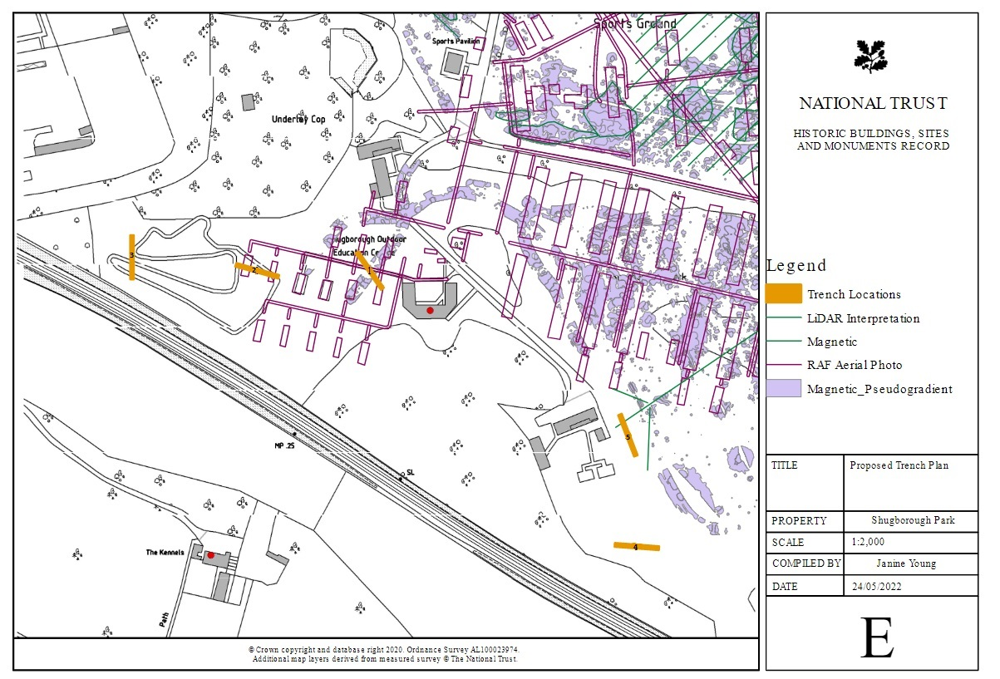 Sports Ground
Sports Pavilion
Underby Cop
ugborough Outdoor
Education Ce
3
2
1
k
5
4
MP .25
SL
The Kennels
Path
© Crown copyright and database right 2020. Ordnance Survey AL100023974.
Additional map layers derived from measured survey © The National Trust.
NATIONAL TRUST
HISTORIC BUILDINGS, SITES
AND MONUMENTS RECORD
Legend
Trench Locations
LiDAR Interpretation
Magnetic
RAF Aerial Photo
Magnetic_Pseudogradient
TITLE Proposed Trench Plan
PROPERTY Shugborough Park
SCALE 1:2,000
COMPILED BY Janine Young
DATE 24/05/2022
E